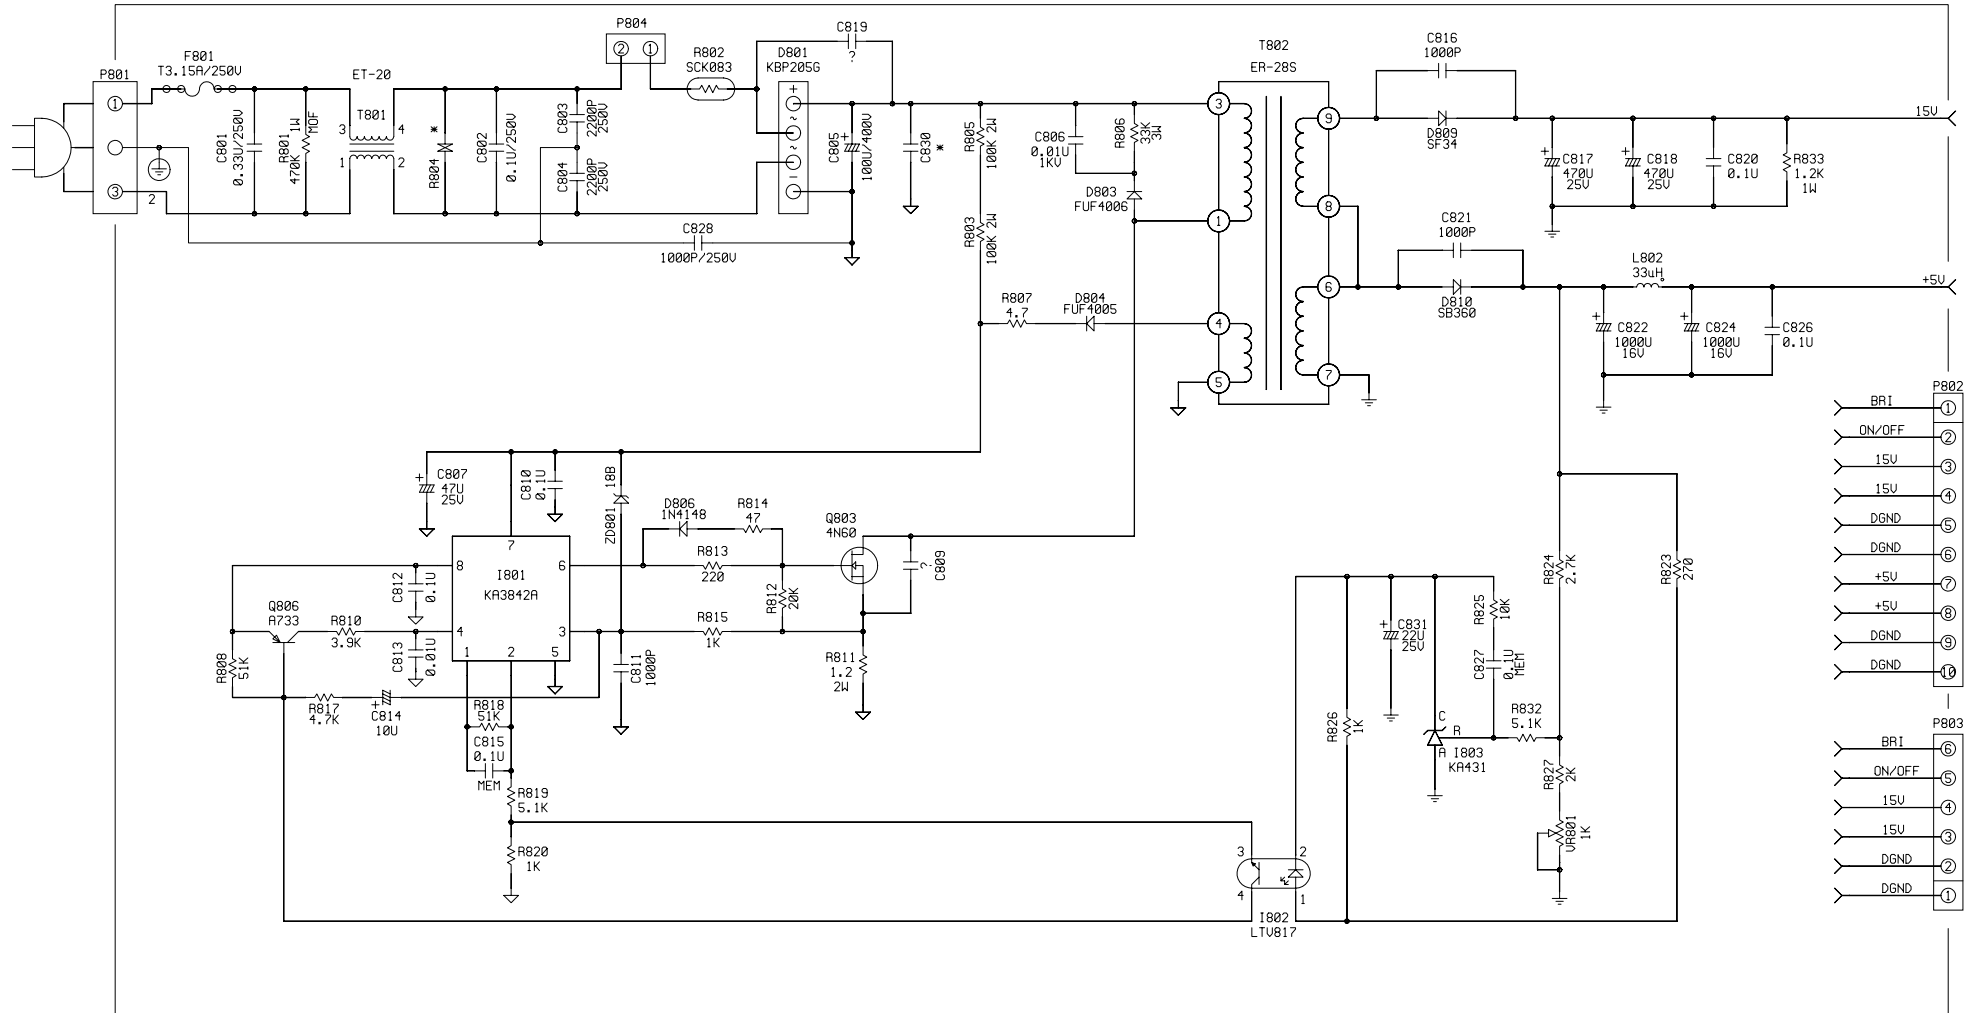 P801
1
3
2
F801
T3.15A/250V
C801
0.33U/250V
R801
470K
1W
MOF
ET-20
T801
3
4
1
2
R804
*
C802
0.1U/250V
C803
2200P
250V
C804
2200P
250V
P804
2
1
R802
SCK083
D801
KBP205G
+
~
~
-
C819
?
C805
+
100U/400V
C830
*
C828
1000P/250V
R805
100K 2W
R803
100K 2W
C806
0.01U
1KV
R806
33K
3W
D803
FUF4006
R807
4.7
D804
FUF4005
T802
ER-28S
3
1
4
5
9
8
6
7
C816
1000P
D809
SF34
+
C817
470U
25V
+
C818
470U
25V
C820
0.1U
R833
1.2K
1W
15V
C821
1000P
D810
SB360
L802
33uH
+5V
+
C822
1000U
16V
+
C824
1000U
16V
C826
0.1U
+
C807
47U
25V
C810
0.1U
ZD801
18B
D806
1N4148
R814
47
R813
220
R812
20K
R815
1K
Q803
4N60
C809
?
R811
1.2
2W
C811
1000P
I801
KA3842A
7
8
6
4
3
1
2
5
C812
0.1U
C813
0.01U
Q806
A733
R810
3.9K
R808
51K
R817
4.7K
+
C814
10U
R818
51K
C815
0.1U
MEM
R819
5.1K
R820
1K
3
2
4
1
I802
LTV817
R826
1K
+
C831
22U
25V
R825
10K
C827
0.1U
MEM
C
R
A
I803
KA431
R832
5.1K
R824
2.7K
R823
270
R827
2K
VR801
1K
P802
BRI
1
ON/OFF
2
15V
3
15V
4
DGND
5
DGND
6
+5V
7
+5V
8
DGND
9
DGND
10
P803
BRI
6
ON/OFF
5
15V
4
15V
3
DGND
2
DGND
1